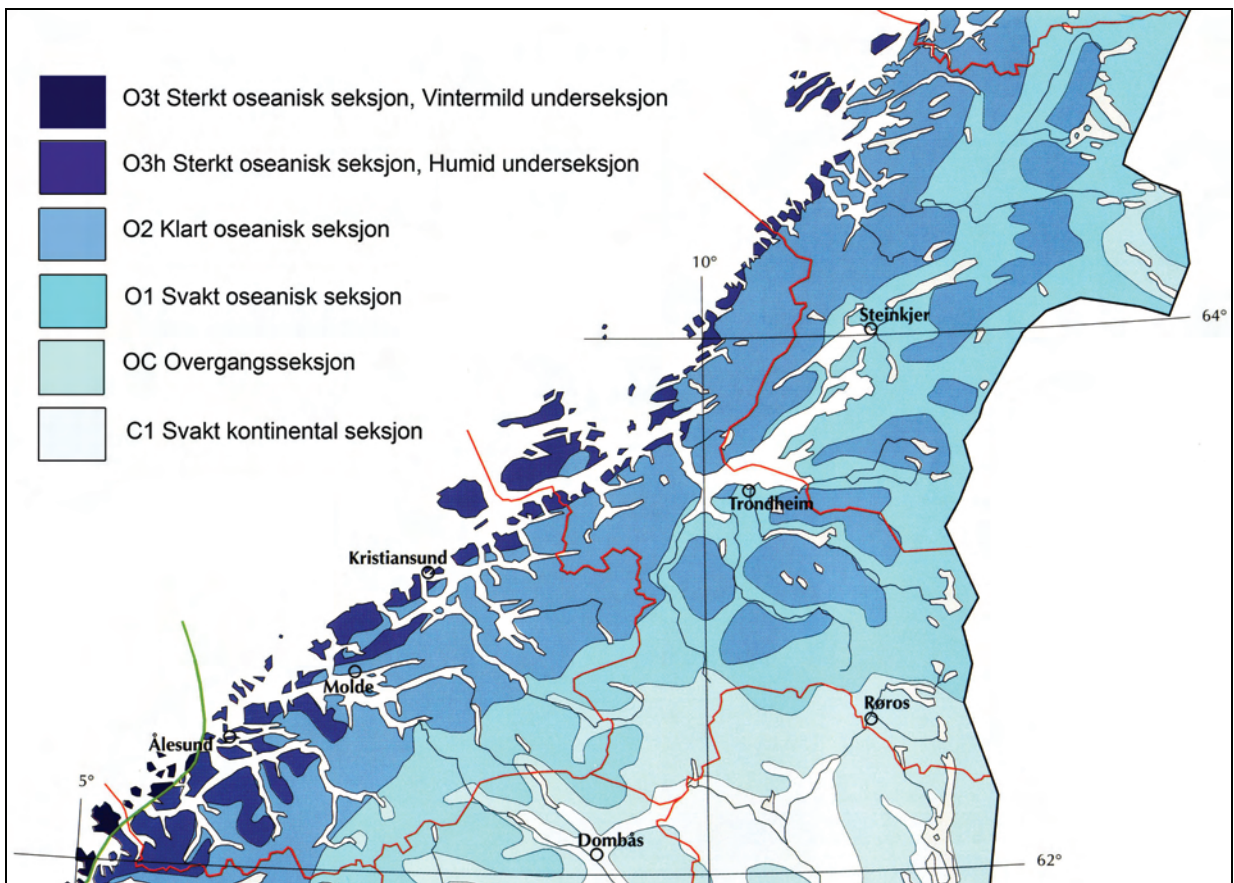 O3t Sterkt oseanisk seksjon, Vintermild underseksjon
O3h Sterkt oseanisk seksjon, Humid underseksjon
O2 Klart oseanisk seksjon
O1 Svakt oseanisk seksjon
OC Overgangsseksjon
C1 Svakt kontinental seksjon
10°
Steinkjer
64°
Trondheim
Kristiansund
Molde
Røros
Ålesund
5°
Dombås
62°